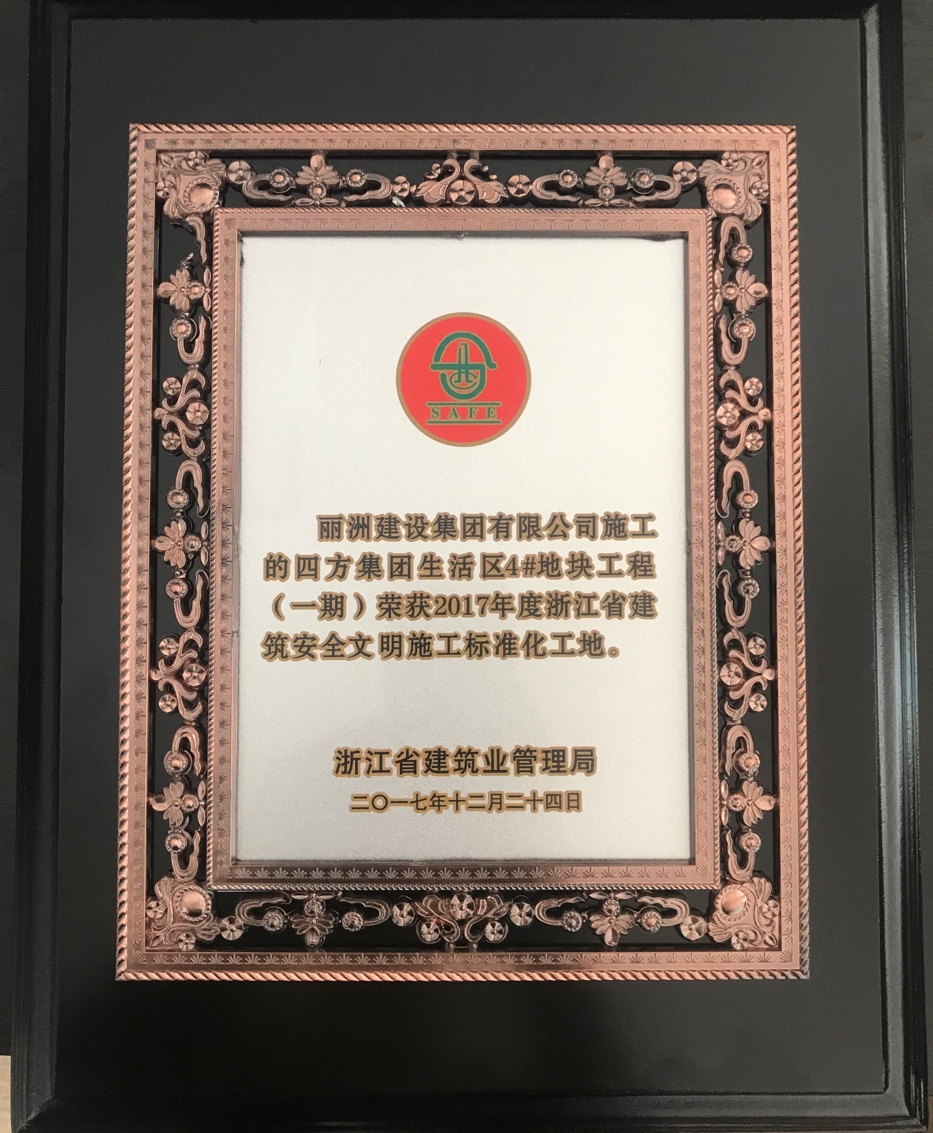 SAFE
丽洲建设集团有限公司施工
的四方集团生活区4#地块工程
（一期）荣获2017年度浙江省建
筑安全文明施工标准化工地。
浙江省建筑业管理局
二〇一七年十二月二十四日